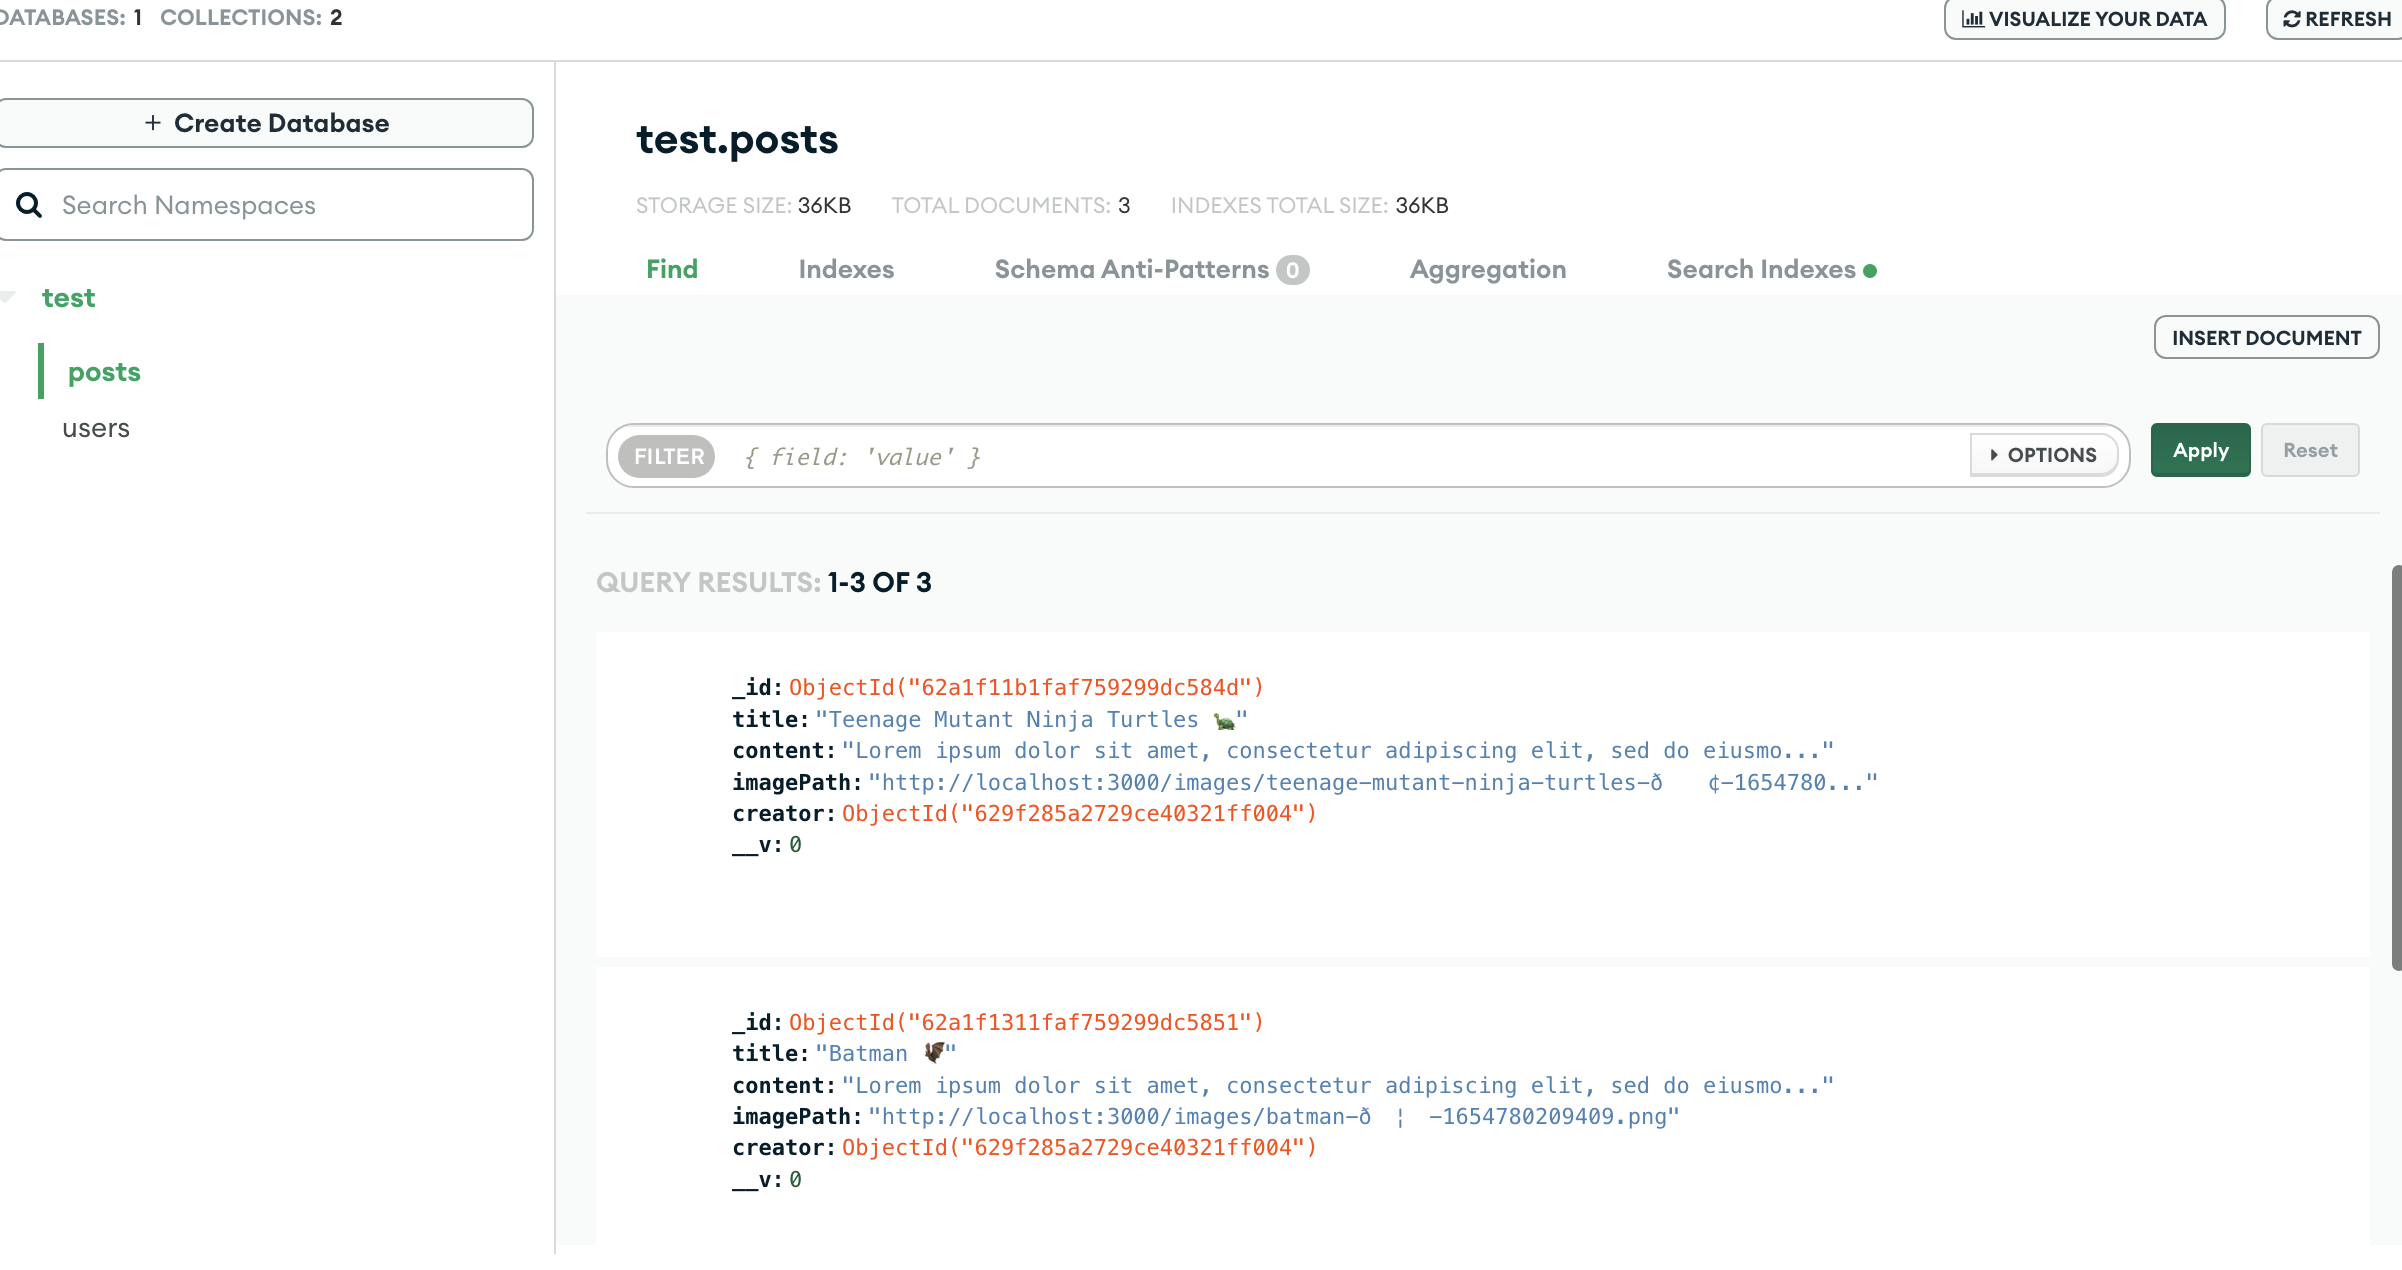 DATABASES: 1 COLLECTIONS: 2
VISUALIZE YOUR DATA
REFRESH
+ Create Database
Search Namespaces
test
posts
users
test.posts
STORAGE SIZE: 36KB TOTAL DOCUMENTS: 3 INDEXES TOTAL SIZE: 36KB
Find Indexes Schema Anti-Patterns 0 Aggregation Search Indexes
INSERT DOCUMENT
FILTER { field: 'value' } OPTIONS Apply Reset
QUERY RESULTS: 1-3 OF 3
_id: ObjectId("62a1f11b1faf759299dc584d")
title: "Teenage Mutant Ninja Turtles 🐢"
content: "Lorem ipsum dolor sit amet, consectetur adipiscing elit, sed do eiusmo..."
imagePath: "http://localhost:3000/images/teenage-mutant-ninja-turtles-ð ¢-1654780..."
creator: ObjectId("629f285a2729ce40321ff004")
__v: 0
_id: ObjectId("62a1f1311faf759299dc5851")
title: "Batman 🦇"
content: "Lorem ipsum dolor sit amet, consectetur adipiscing elit, sed do eiusmo..."
imagePath: "http://localhost:3000/images/batman-ð ¦ -1654780209409.png"
creator: ObjectId("629f285a2729ce40321ff004")
__v: 0